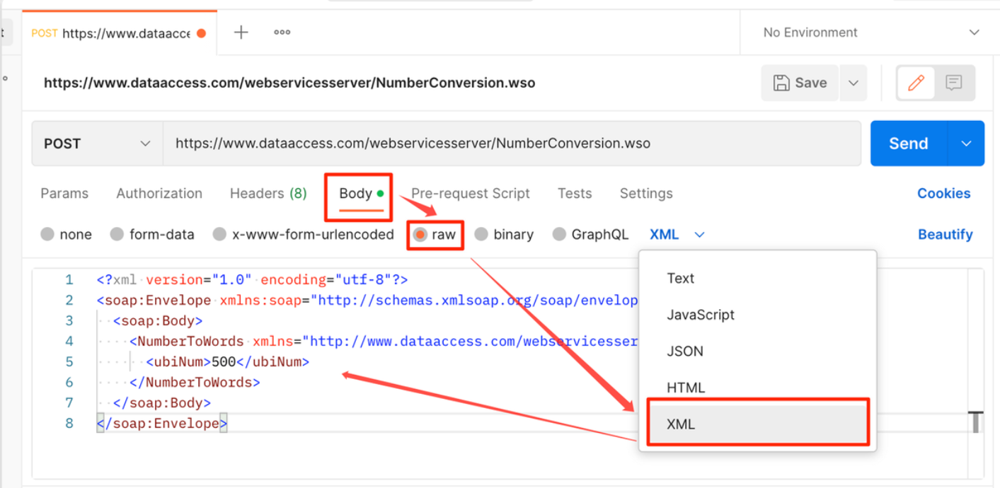 t
POST https://www.dataacce
No Environment
https://www.dataaccess.com/webservicesserver/NumberConversion.wso
Save
POST https://www.dataaccess.com/webservicesserver/NumberConversion.wso Send
Params Authorization Headers (8) Body Pre-request Script Tests Settings Cookies
none form-data x-www-form-urlencoded raw binary GraphQL XML Beautify
1 <?xml version="1.0" encoding="utf-8"?>
2 <soap:Envelope xmlns:soap="http://schemas.xmlsoap.org/soap/envelop
3 <soap:Body>
4 <NumberToWords xmlns="http://www.dataaccess.com/webservicesser
5 <ubiNum>500</ubiNum>
6 </NumberToWords>
7 </soap:Body>
8 </soap:Envelope>
Text
JavaScript
JSON
HTML
XML